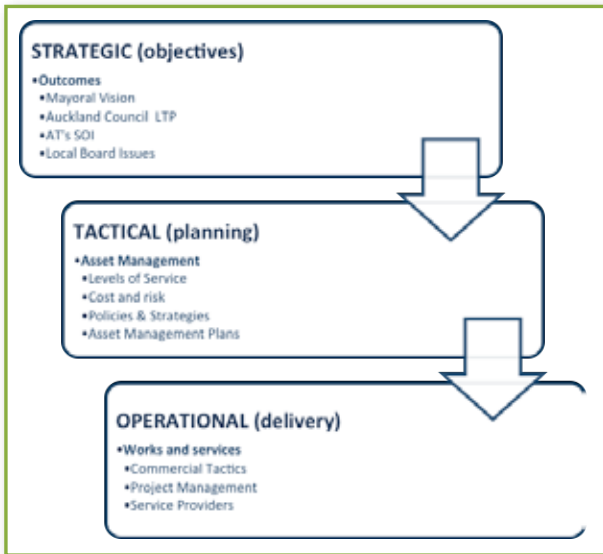 STRATEGIC (objectives)
•Outcomes
•Mayoral Vision
•Auckland Council LTP
•AT's SOI
•Local Board Issues
TACTICAL (planning)
•Asset Management
•Levels of Service
•Cost and risk
•Policies & Strategies
•Asset Management Plans
OPERATIONAL (delivery)
•Works and services
•Commercial Tactics
•Project Management
•Service Providers